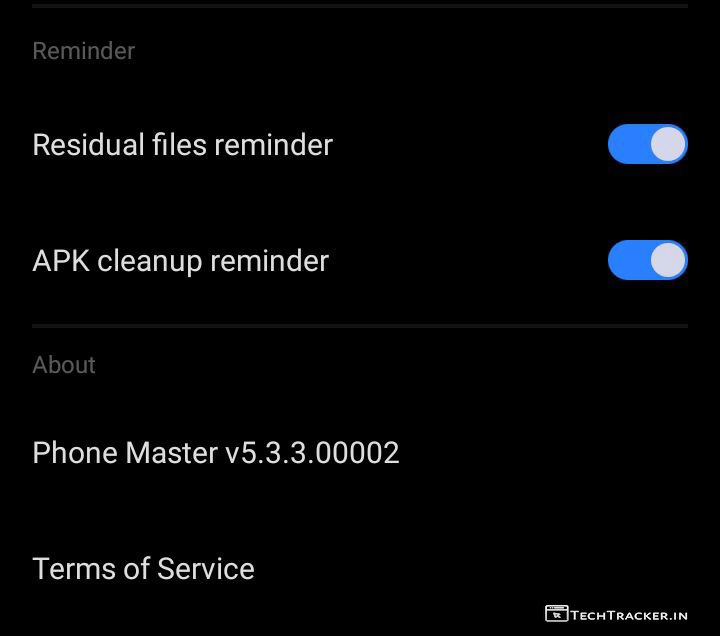 Reminder
Residual files reminder
APK cleanup reminder
About
Phone Master v5.3.3.00002
Terms of Service
TECHTRACKER.IN